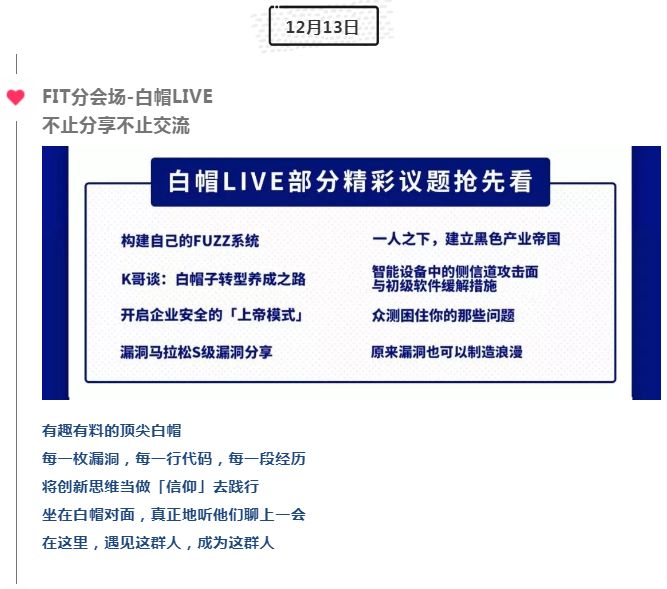 12月13日
FIT分会场-白帽LIVE
不止分享不止交流
白帽LIVE部分精彩议题抢先看
构建自己的FUZZ系统
一人之下，建立黑色产业帝国
K哥谈：白帽子转型养成之路
智能设备中的侧信道攻击面
与初级软件缓解措施
开启企业安全的「上帝模式」
众测困住你的那些问题
漏洞马拉松S级漏洞分享
原来漏洞也可以制造浪漫
有趣有料的顶尖白帽
每一枚漏洞，每一行代码，每一段经历
将创新思维当做「信仰」去践行
坐在白帽对面，真正地听他们聊上一会
在这里，遇见这群人，成为这群人